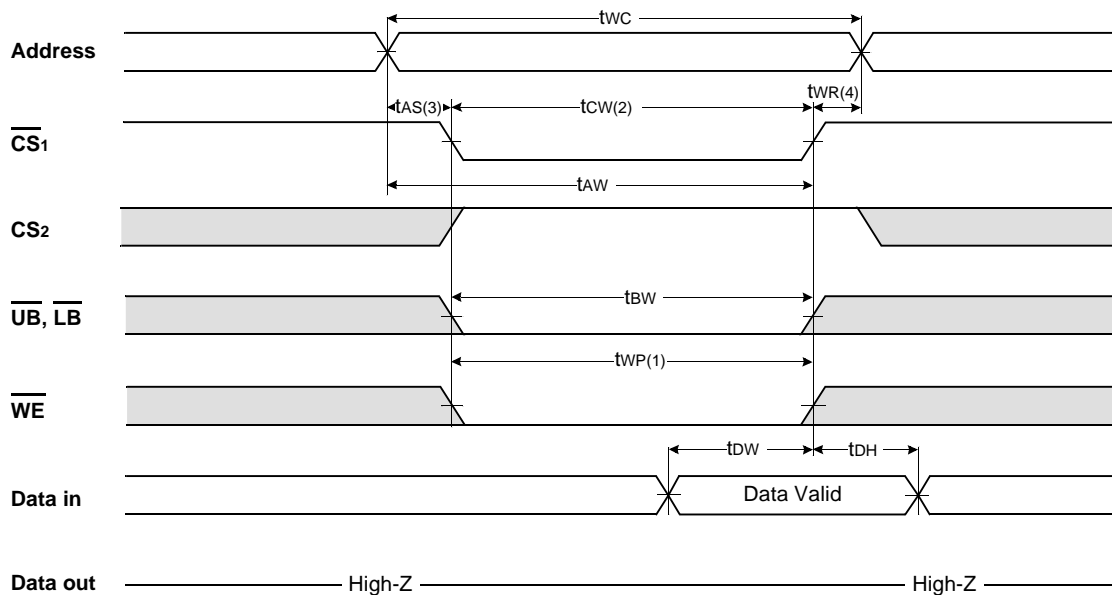 tWC
Address
tAS(3) tCW(2) tWR(4)
CS1
tAW
CS2
tBW
UB, LB
tWP(1)
WE
tDW tDH
Data in Data Valid
Data out High-Z High-Z